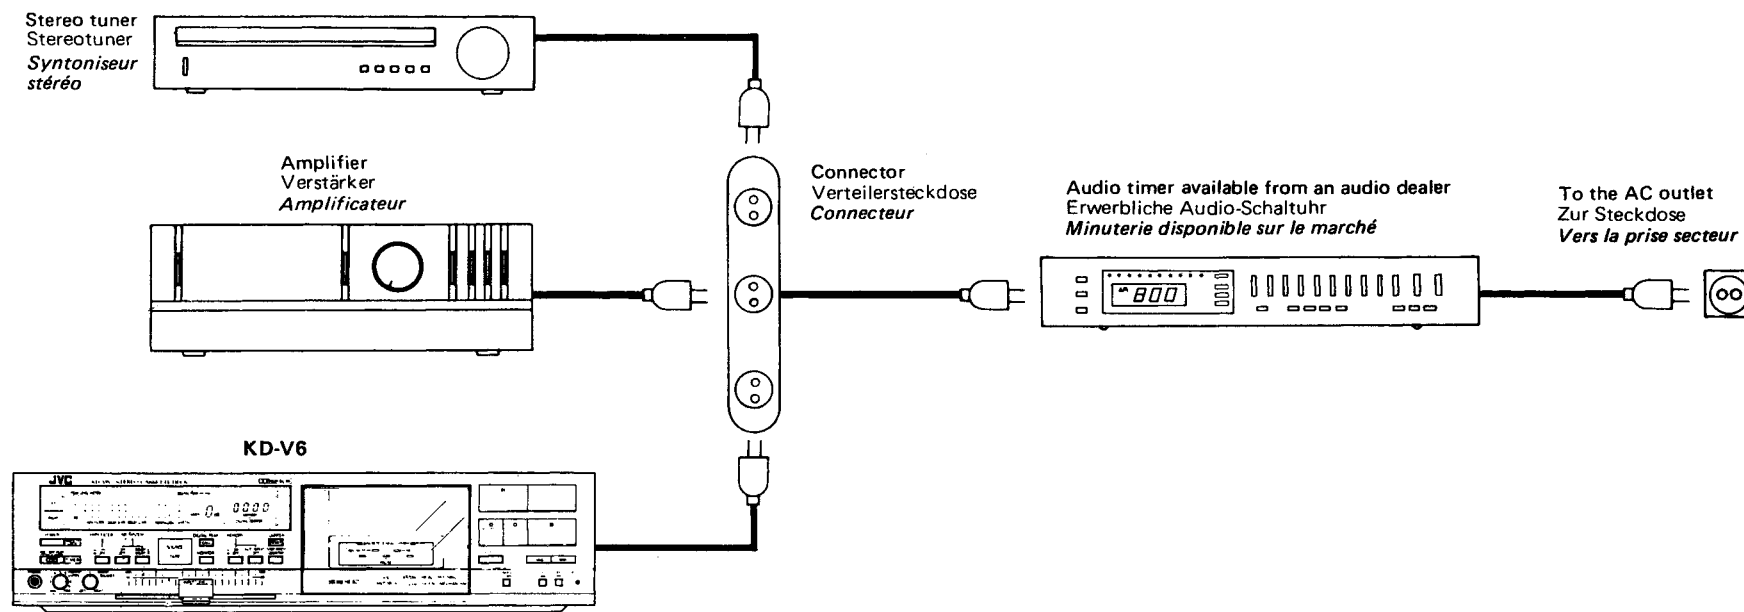 Stereo tuner
Stereotuner
Syntoniseur
stéréo
Amplifier
Verstärker
Amplificateur
Connector
Verteilersteckdose
Connecteur
Audio timer available from an audio dealer
Erwerbliche Audio-Schaltuhr
Minuterie disponible sur le marché
800
To the AC outlet
Zur Steckdose
Vers la prise secteur
KD-V6
JVC
0000